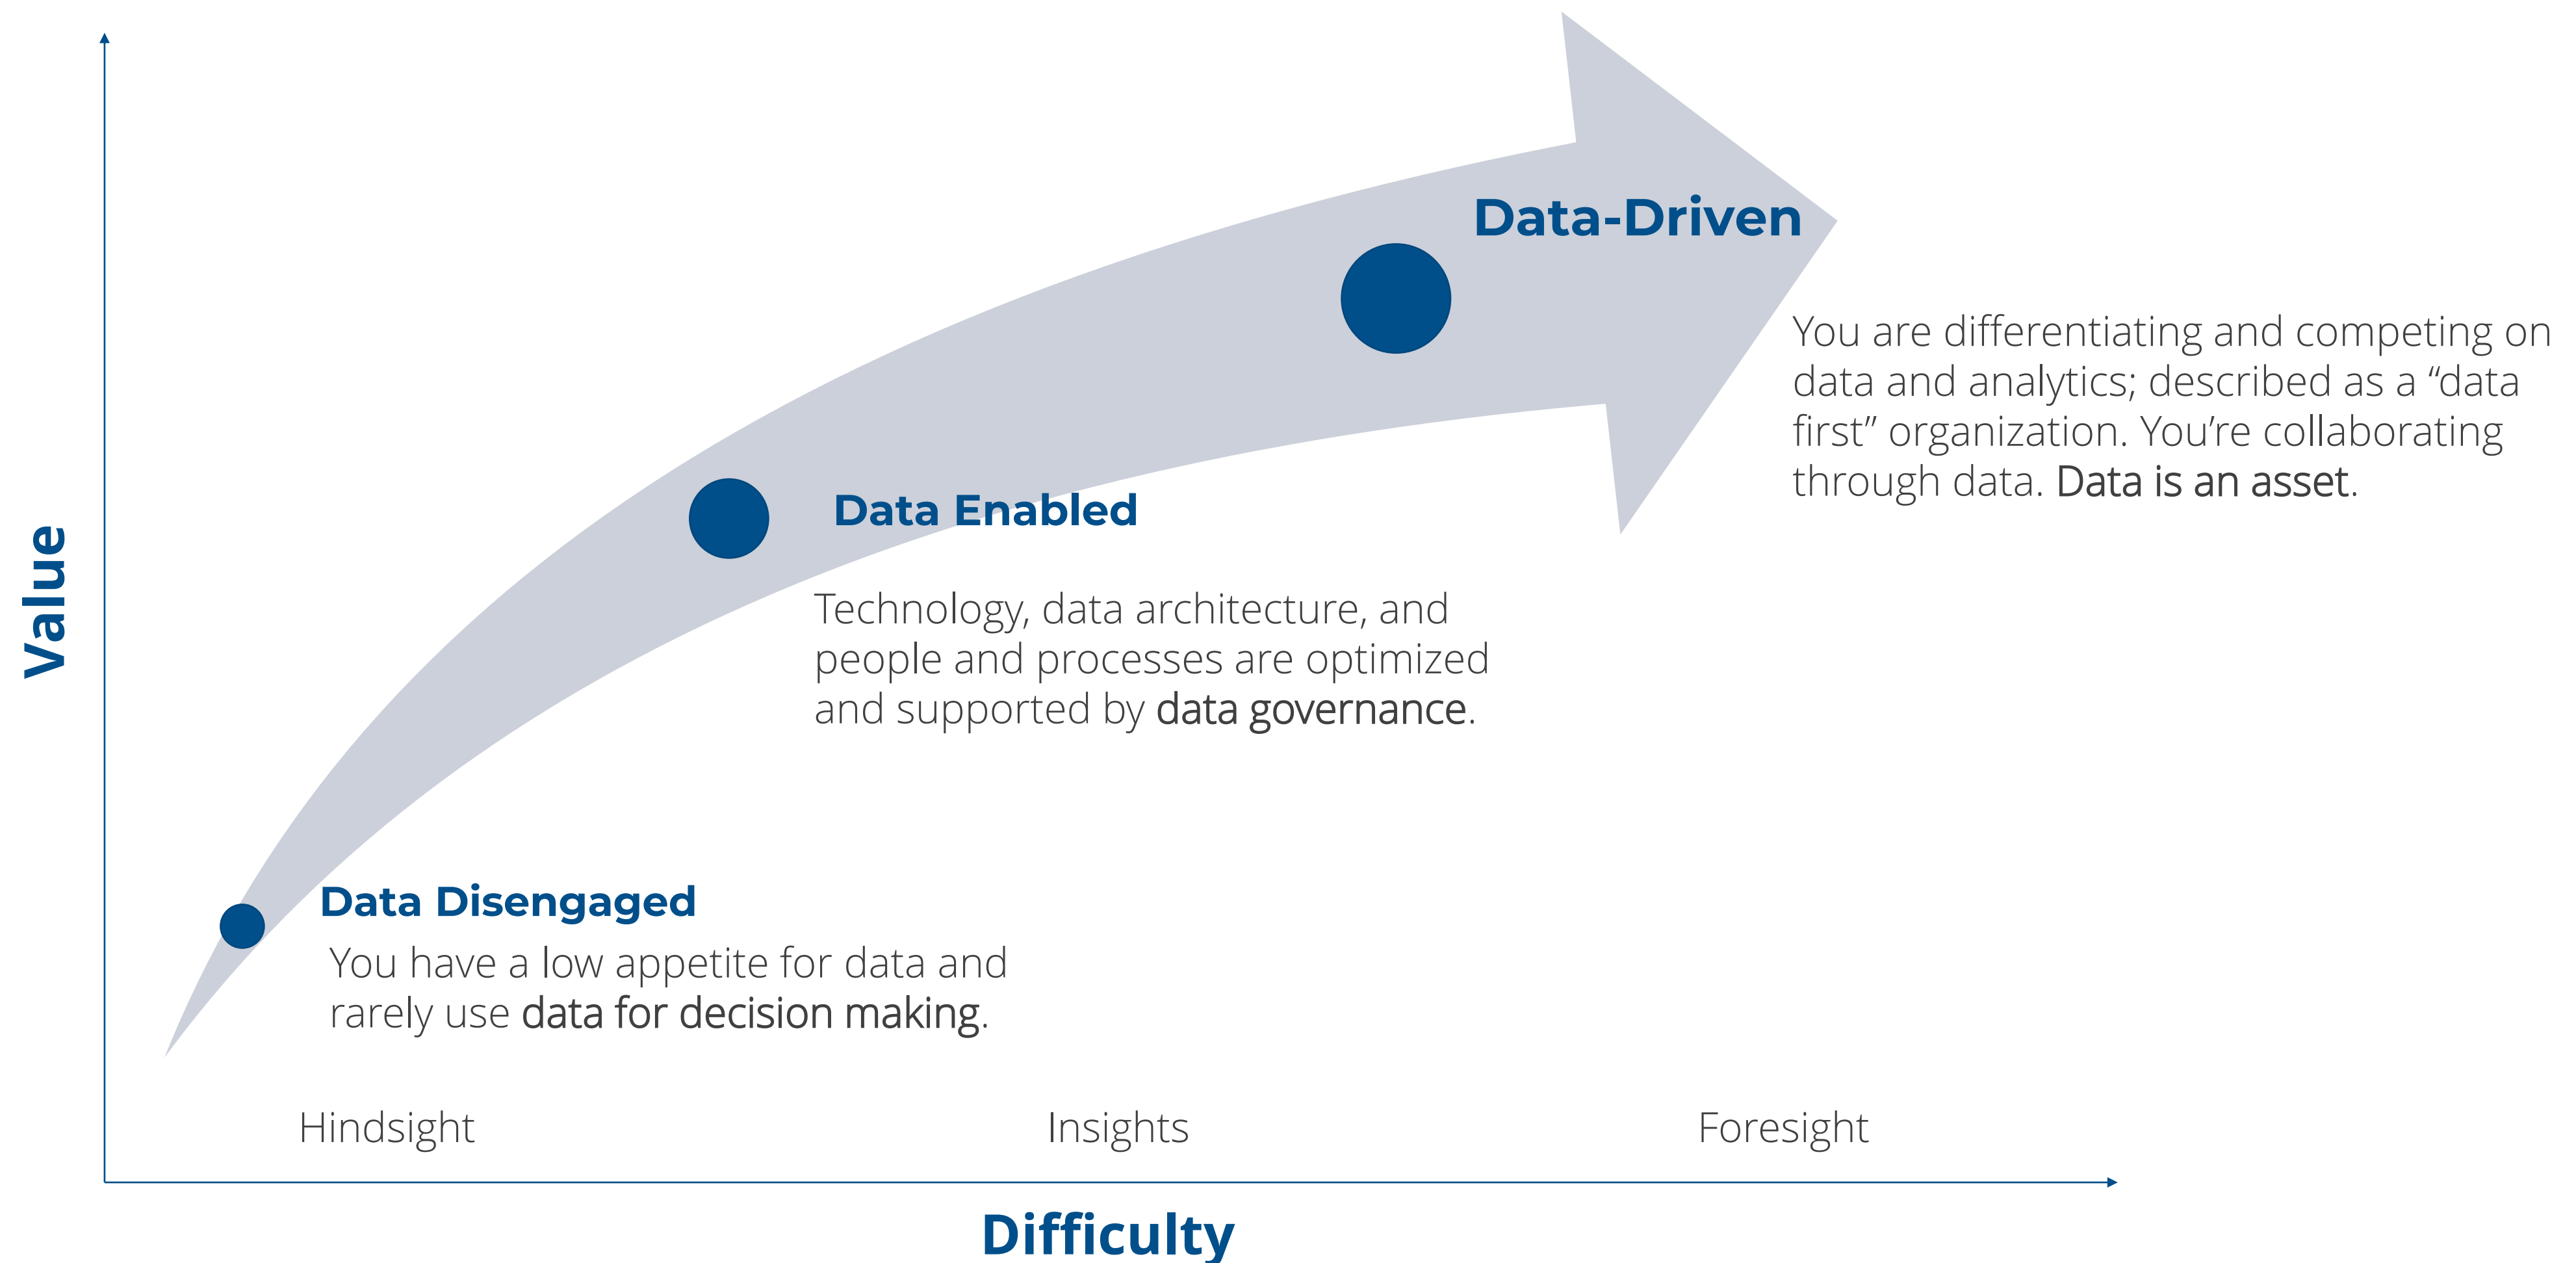 Value
Data-Driven
You are differentiating and competing on
data and analytics; described as a “data
first” organization. You’re collaborating
through data. Data is an asset.
Data Enabled
Technology, data architecture, and
people and processes are optimized
and supported by data governance.
Data Disengaged
You have a low appetite for data and
rarely use data for decision making.
Hindsight
Insights
Foresight
Difficulty